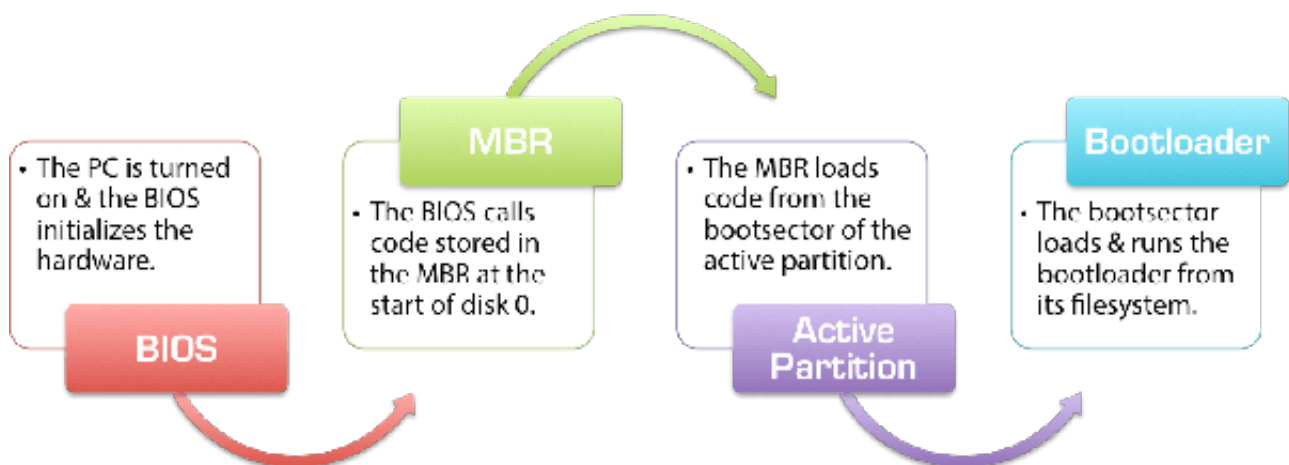 • The PC is turned
on & the BIOS
initializes the
hardware.
BIOS
MBR
• The BIOS calls
code stored in
the MBR at the
start of disk 0.
• The MBR loads
code from the
bootsector of the
active partition.
Active
Partition
Bootloader
• The bootsector
loads & runs the
bootloader from
its filesystem.